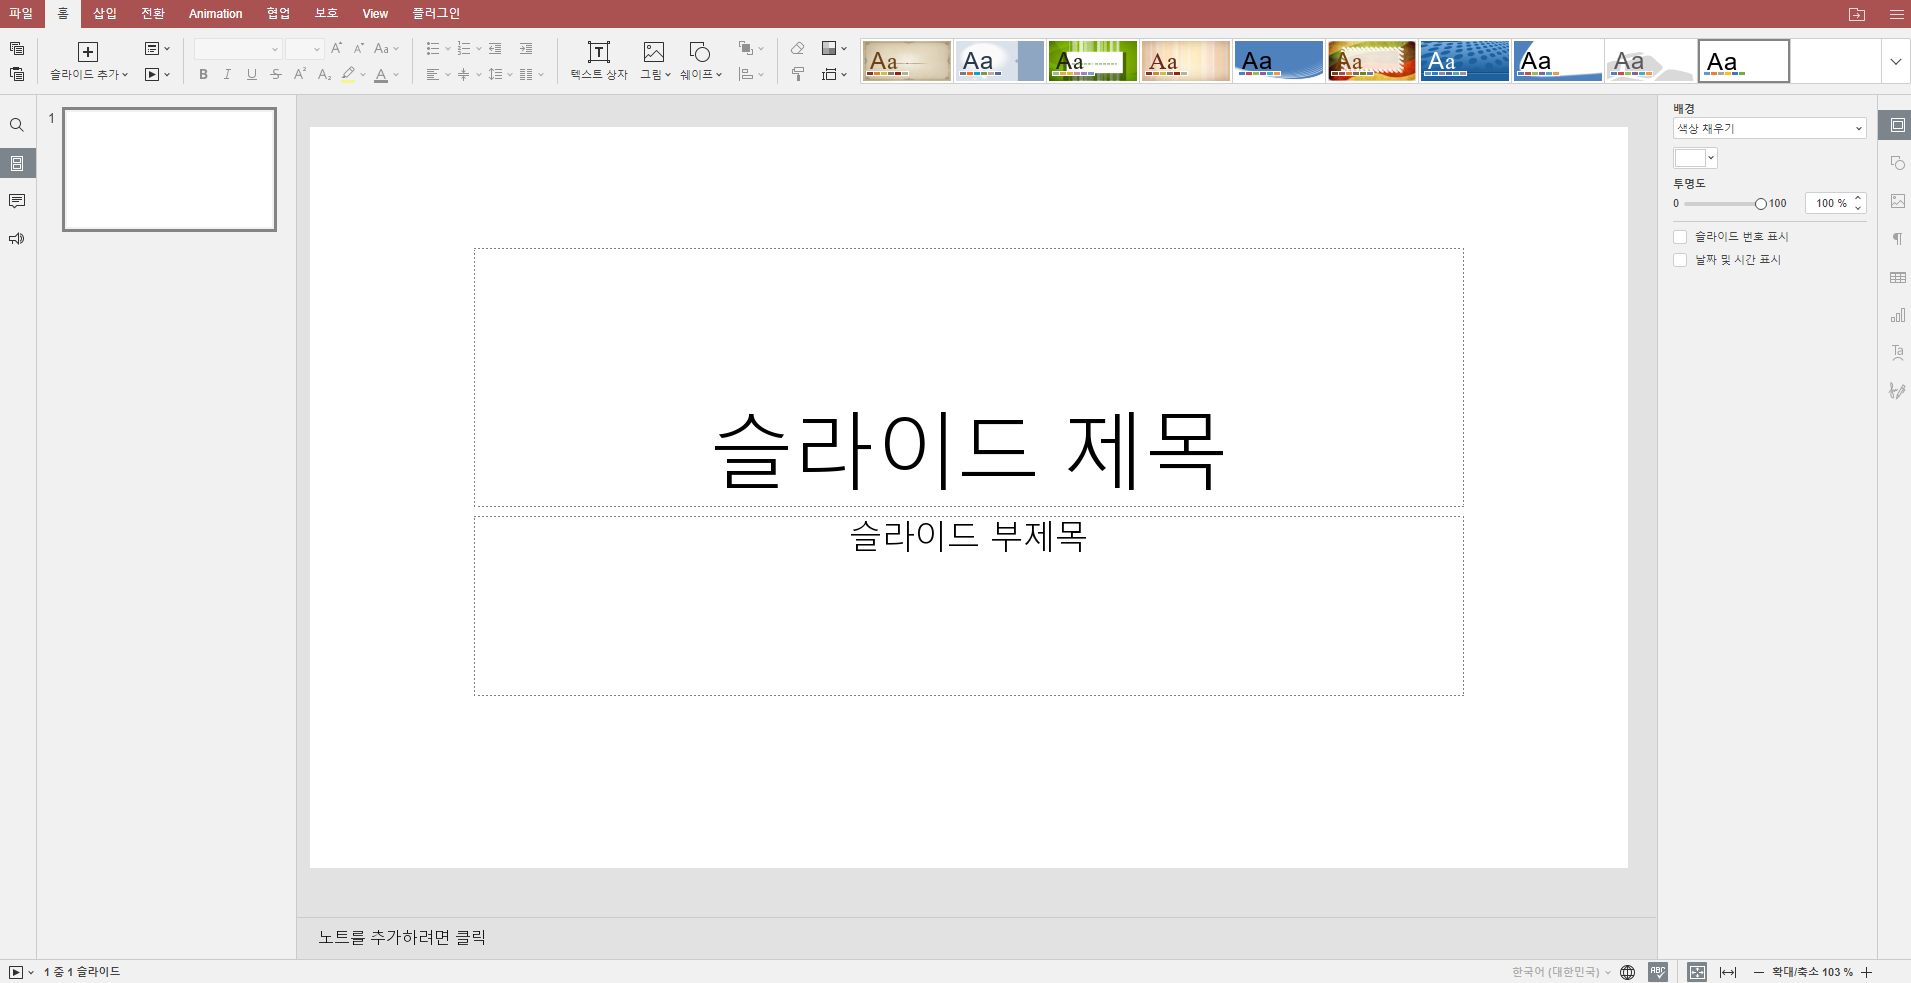 파일 홈 삽입 전환 Animation 협업 보호 View 플러그인
슬라이드 추가
텍스트 상자 그림 쉐이프
Aa Aa Aa Aa Aa Aa Aa Aa Aa Aa
1
슬라이드 제목
슬라이드 부제목
노트를 추가하려면 클릭
배경
색상 채우기
투명도
0 100 100 %
슬라이드 번호 표시
날짜 및 시간 표시
1 중 1 슬라이드
한국어 (대한민국)
확대/축소 103 %